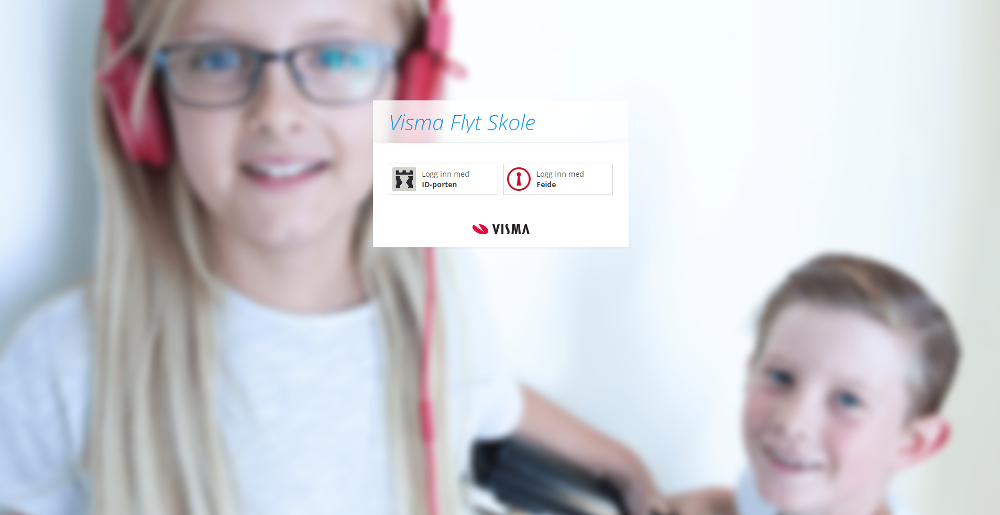 Visma Flyt Skole
Logg inn med
ID-porten
Logg inn med
Feide
VISMA